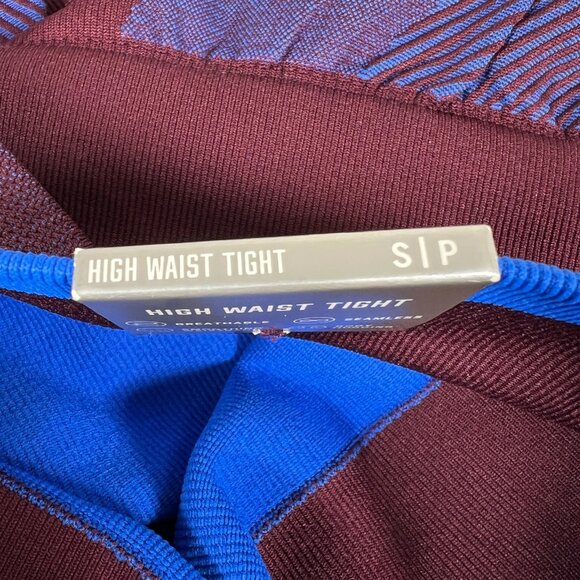 HIGH WAIST TIGHT S|P
HIGH WAIST TIGHT
BREATHABLE SEAMLESS